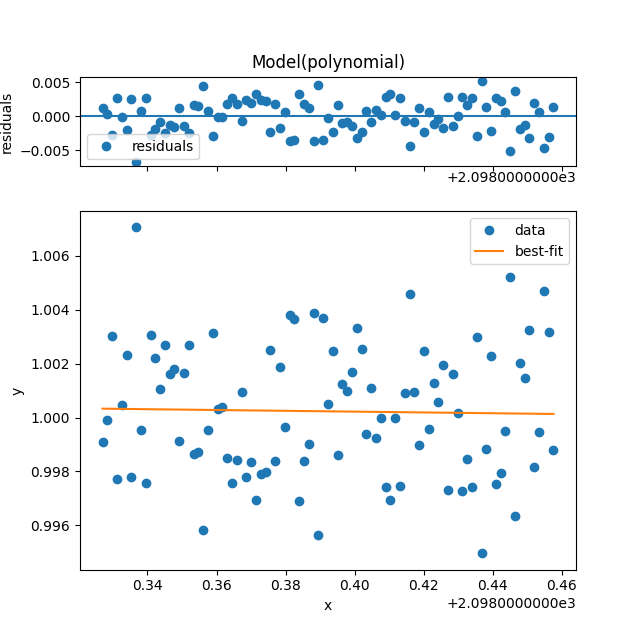 Model(polynomial)
0.005
0.000
−0.005
residuals
residuals
+2.0980000000e3
1.006
1.004
1.002
1.000
0.998
0.996
y
data
best-fit
0.34
0.36
0.38
0.40
0.42
0.44
0.46
x
+2.0980000000e3